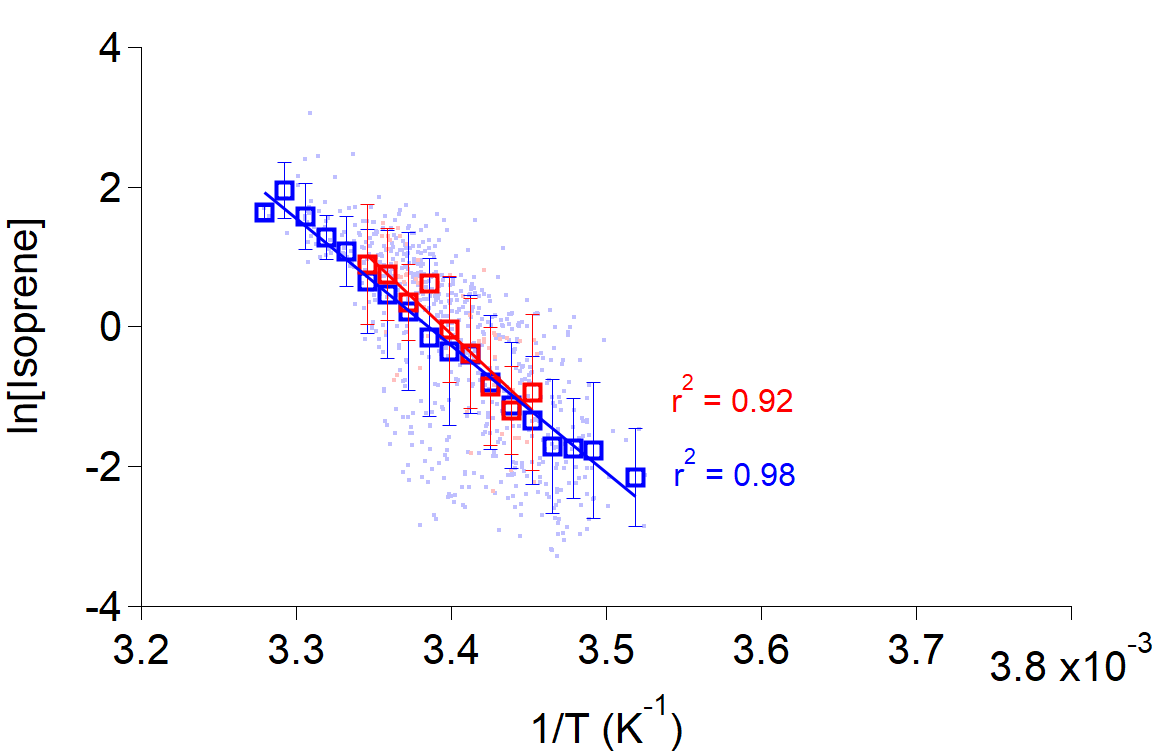 4
2
0
-2
-4
ln[Isoprene]
r² = 0.92
r² = 0.98
3.2 3.3 3.4 3.5 3.6 3.7 3.8 x10⁻³
1/T (K⁻¹)